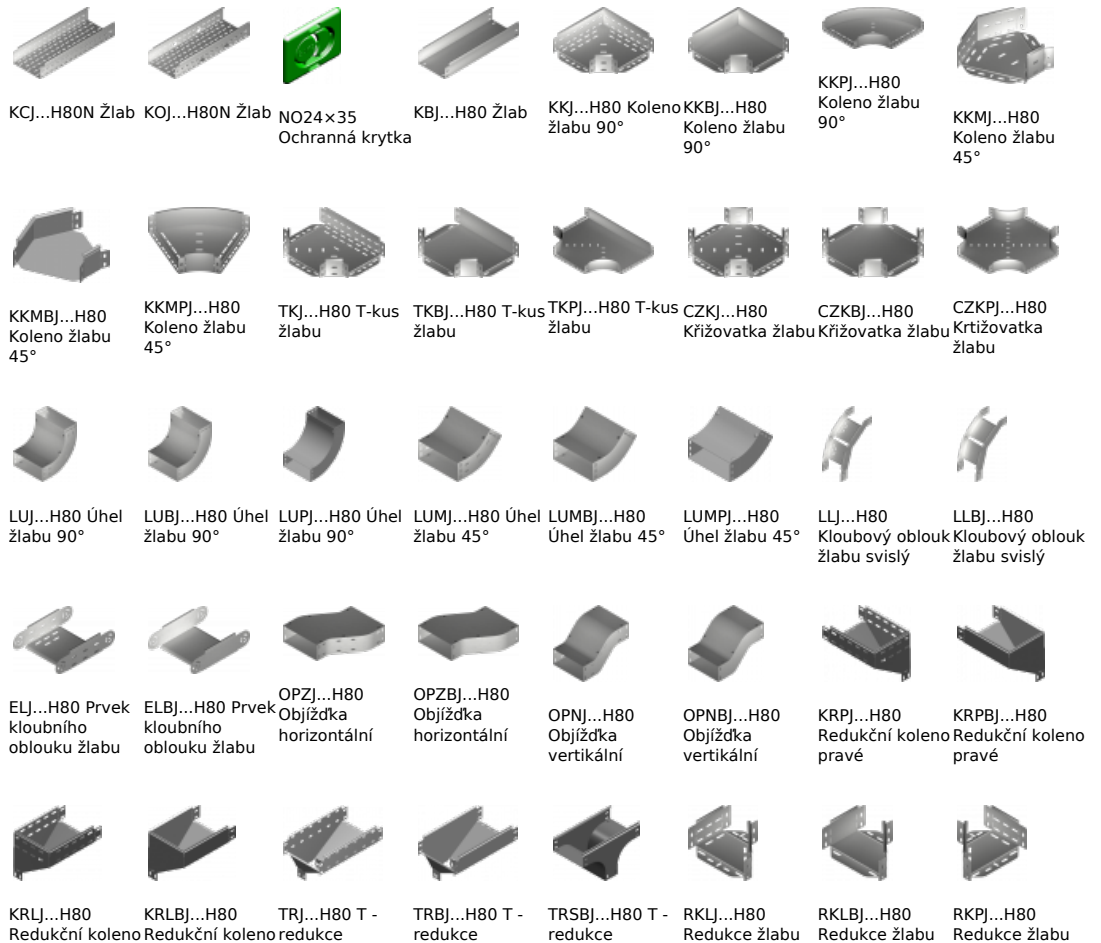 KCJ...H80N Žlab
KOJ...H80N Žlab
NO24×35
Ochranná krytka
KBJ...H80 Žlab
KKJ...H80 Koleno
žlabu 90°
KKBJ...H80
Koleno žlabu
90°
KKPJ...H80
Koleno žlabu
90°
KKMJ...H80
Koleno žlabu
45°
KKMBJ...H80
Koleno žlabu
45°
KKMPJ...H80
Koleno žlabu
45°
TKJ...H80 T-kus
žlabu
TKBJ...H80 T-kus
žlabu
TKPJ...H80 T-kus
žlabu
CZKJ...H80
Křižovatka žlabu
CZKBJ...H80
Křižovatka žlabu
CZKPJ...H80
Krtižovatka
žlabu
LUJ...H80 Úhel
žlabu 90°
LUBJ...H80 Úhel
žlabu 90°
LUPJ...H80 Úhel
žlabu 90°
LUMJ...H80 Úhel
žlabu 45°
LUMBJ...H80
Úhel žlabu 45°
LUMPJ...H80
Úhel žlabu 45°
LLJ...H80
Kloubový oblouk
žlabu svislý
LLBJ...H80
Kloubový oblouk
žlabu svislý
ELJ...H80 Prvek
kloubního
oblouku žlabu
ELBJ...H80 Prvek
kloubního
oblouku žlabu
OPZJ...H80
Objížďka
horizontální
OPZBJ...H80
Objížďka
horizontální
OPNJ...H80
Objížďka
vertikální
OPNBJ...H80
Objížďka
vertikální
KRPJ...H80
Redukční koleno
pravé
KRPBJ...H80
Redukční koleno
pravé
KRLJ...H80
Redukční koleno
KRLBJ...H80
Redukční koleno
TRJ...H80 T -
redukce
TRBJ...H80 T -
redukce
TRSBJ...H80 T -
redukce
RKLJ...H80
Redukce žlabu
RKLBJ...H80
Redukce žlabu
RKPJ...H80
Redukce žlabu